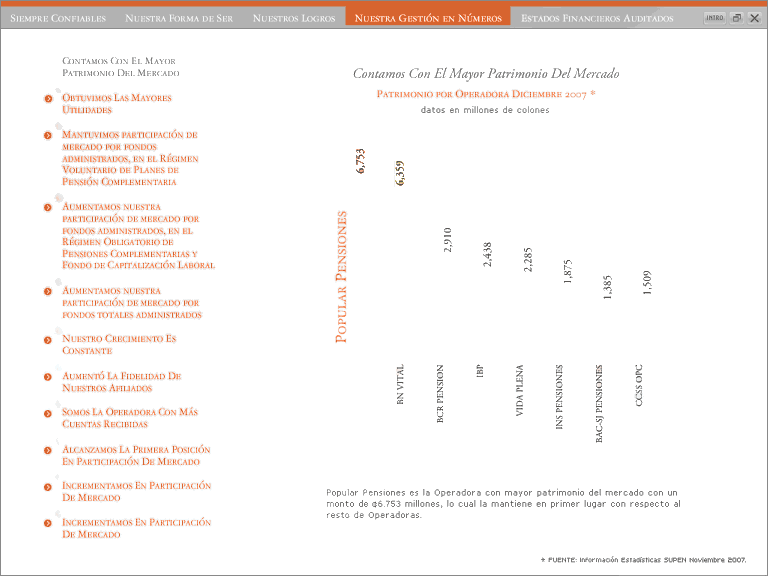 Siempre Confiables Nuestra Forma de Ser Nuestros Logros Nuestra Gestión en Números Estados Financieros Auditados INTRO
Contamos Con El Mayor
Patrimonio Del Mercado
Obtuvimos Las Mayores
Utilidades
Mantuvimos participación de
mercado por fondos
administrados, en el Régimen
Voluntario de Planes de
Pensión Complementaria
Aumentamos nuestra
participación de mercado por
fondos administrados, en el
Régimen Obligatorio de
Pensiones Complementarias y
Fondo de Capitalización Laboral
Aumentamos nuestra
participación de mercado por
fondos totales administrados
Nuestro Crecimiento Es
Constante
Aumentó La Fidelidad De
Nuestros Afiliados
Somos La Operadora Con Más
Cuentas Recibidas
Alcanzamos La Primera Posición
En Participación De Mercado
Incrementamos En Participación
De Mercado
Incrementamos En Participación
De Mercado
Contamos Con El Mayor Patrimonio Del Mercado
Patrimonio por Operadora Diciembre 2007 *
datos en millones de colones
6,753
6,359
2,910
2,438
2,285
1,875
1,385
1,509
Popular Pensiones
BN VITAL
BCR PENSION
IBP
VIDA PLENA
INS PENSIONES
BAC-SJ PENSIONES
CCSS OPC
Popular Pensiones es la Operadora con mayor patrimonio del mercado con un
monto de ¢6.753 millones, lo cual la mantiene en primer lugar con respecto al
resto de Operadoras.
* FUENTE: Información Estadísticas SUPEN Noviembre 2007.